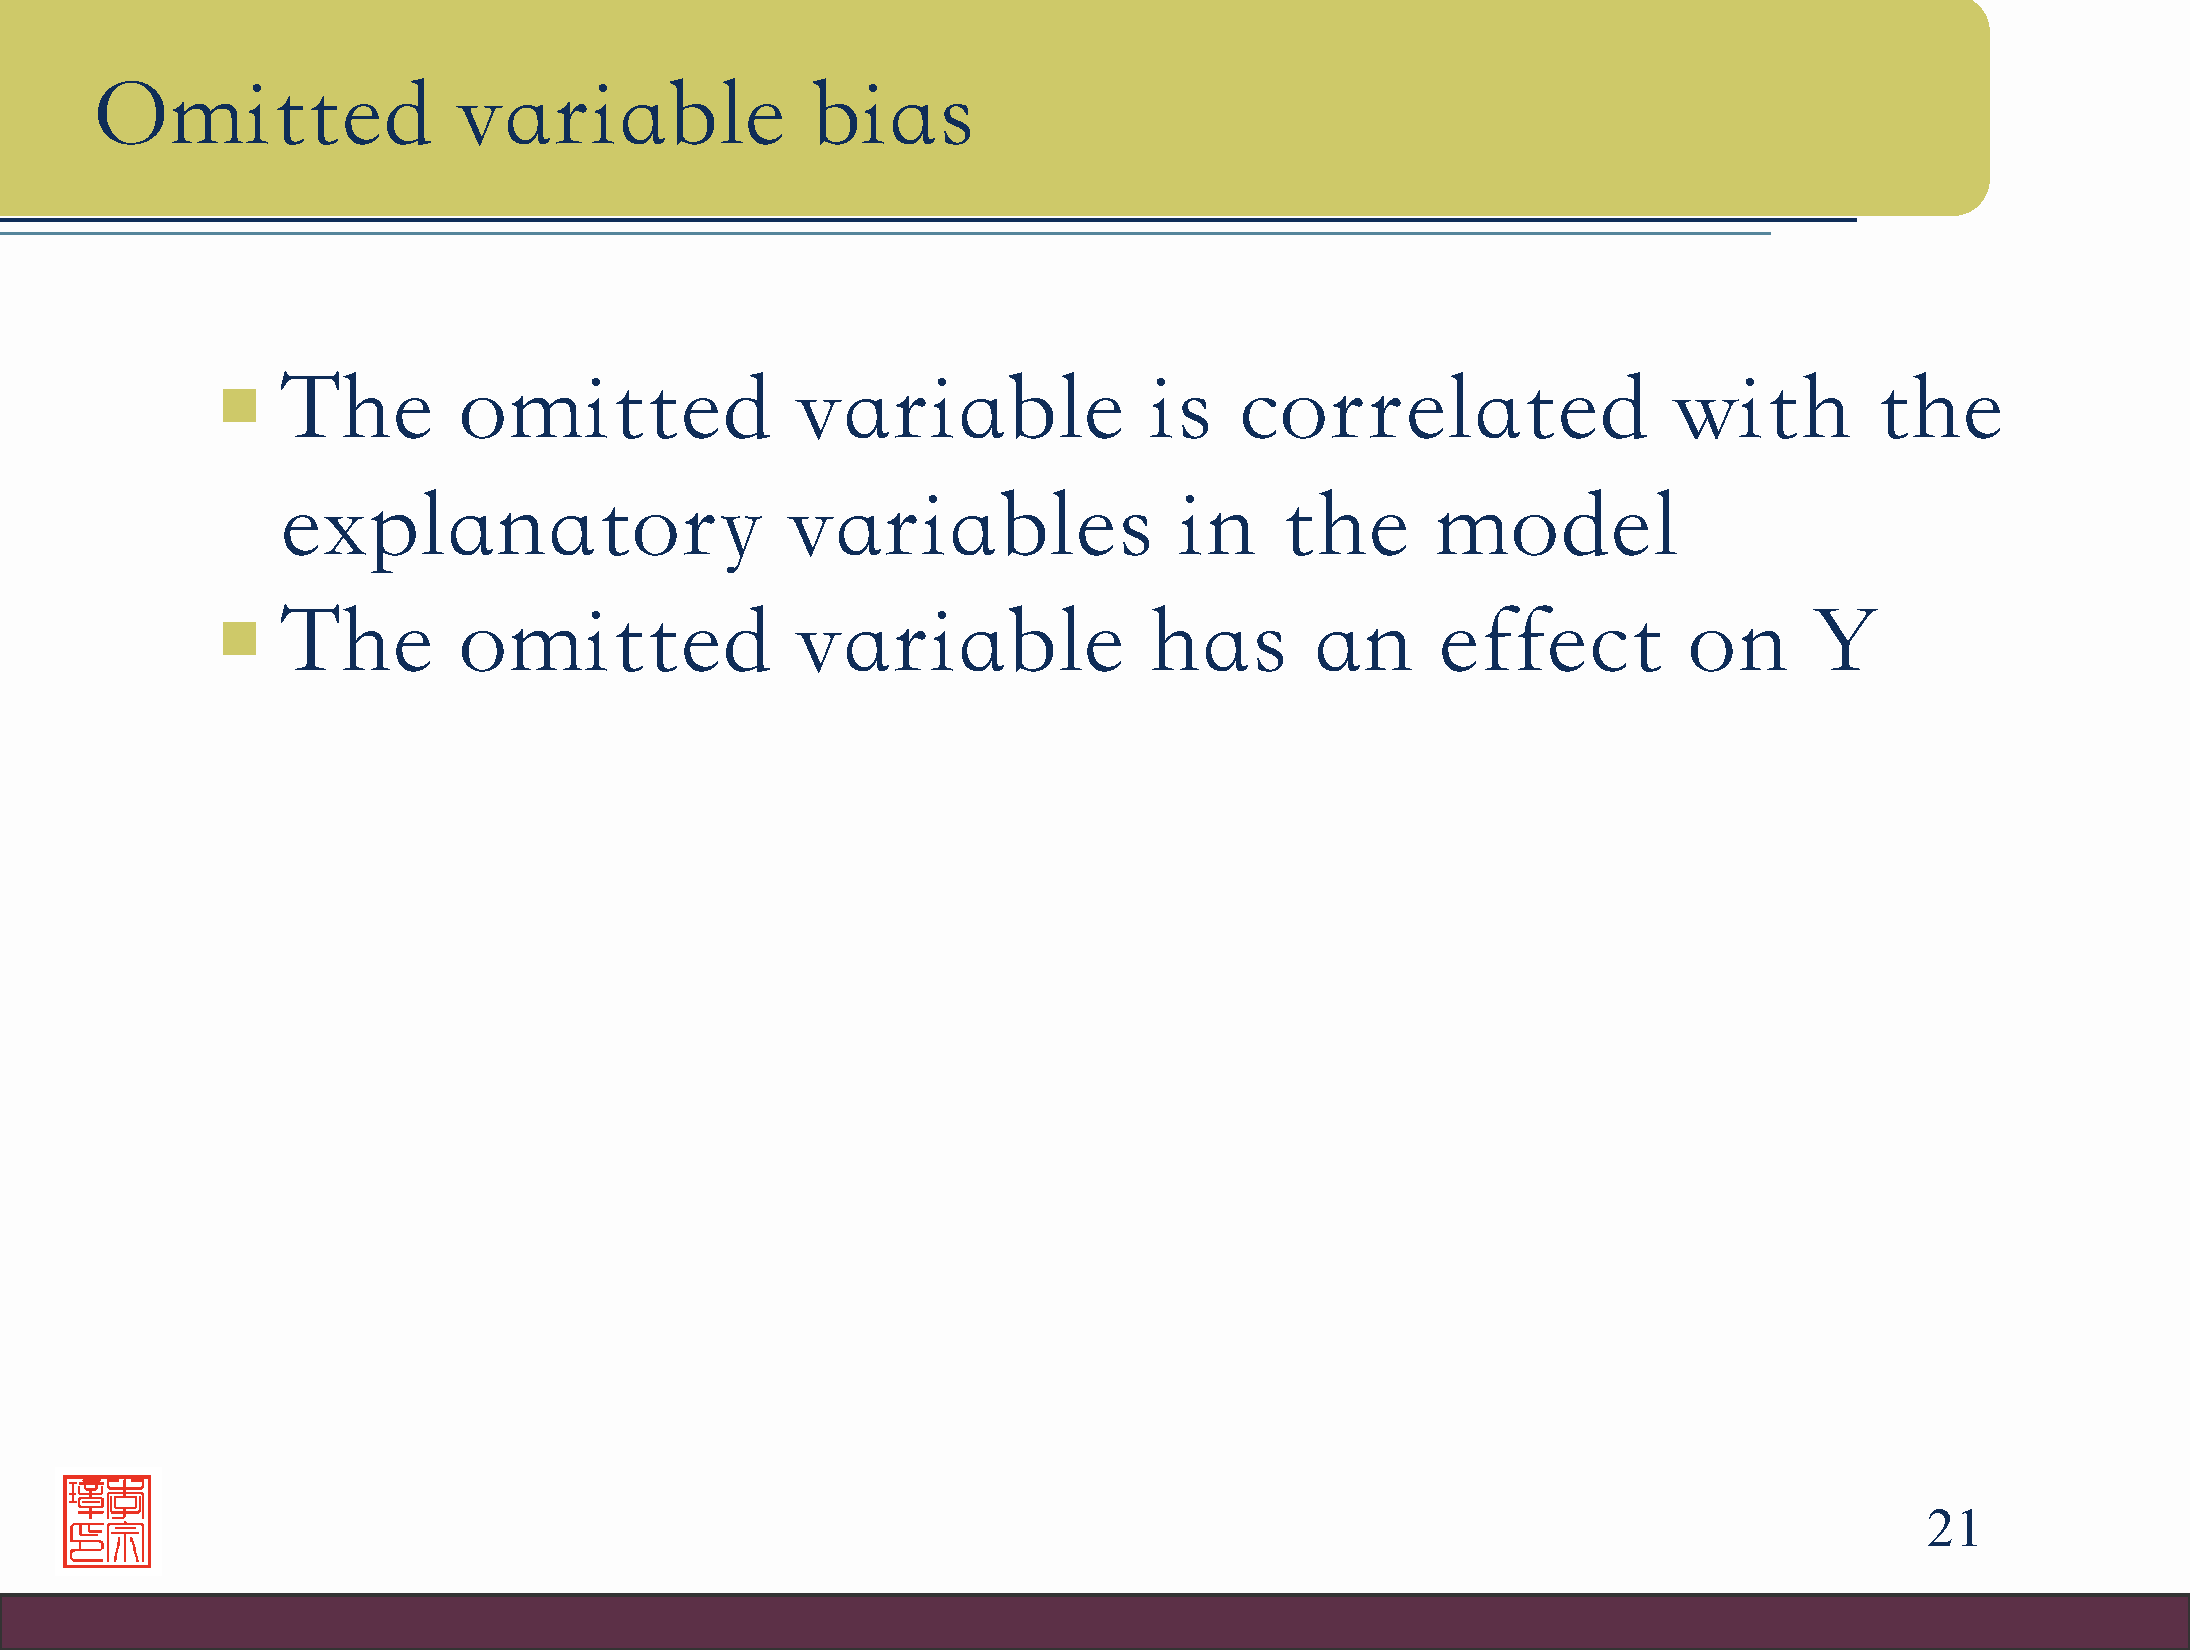 Omitted variable bias
The omitted variable is correlated with the
explanatory variables in the model
The omitted variable has an effect on Y
21